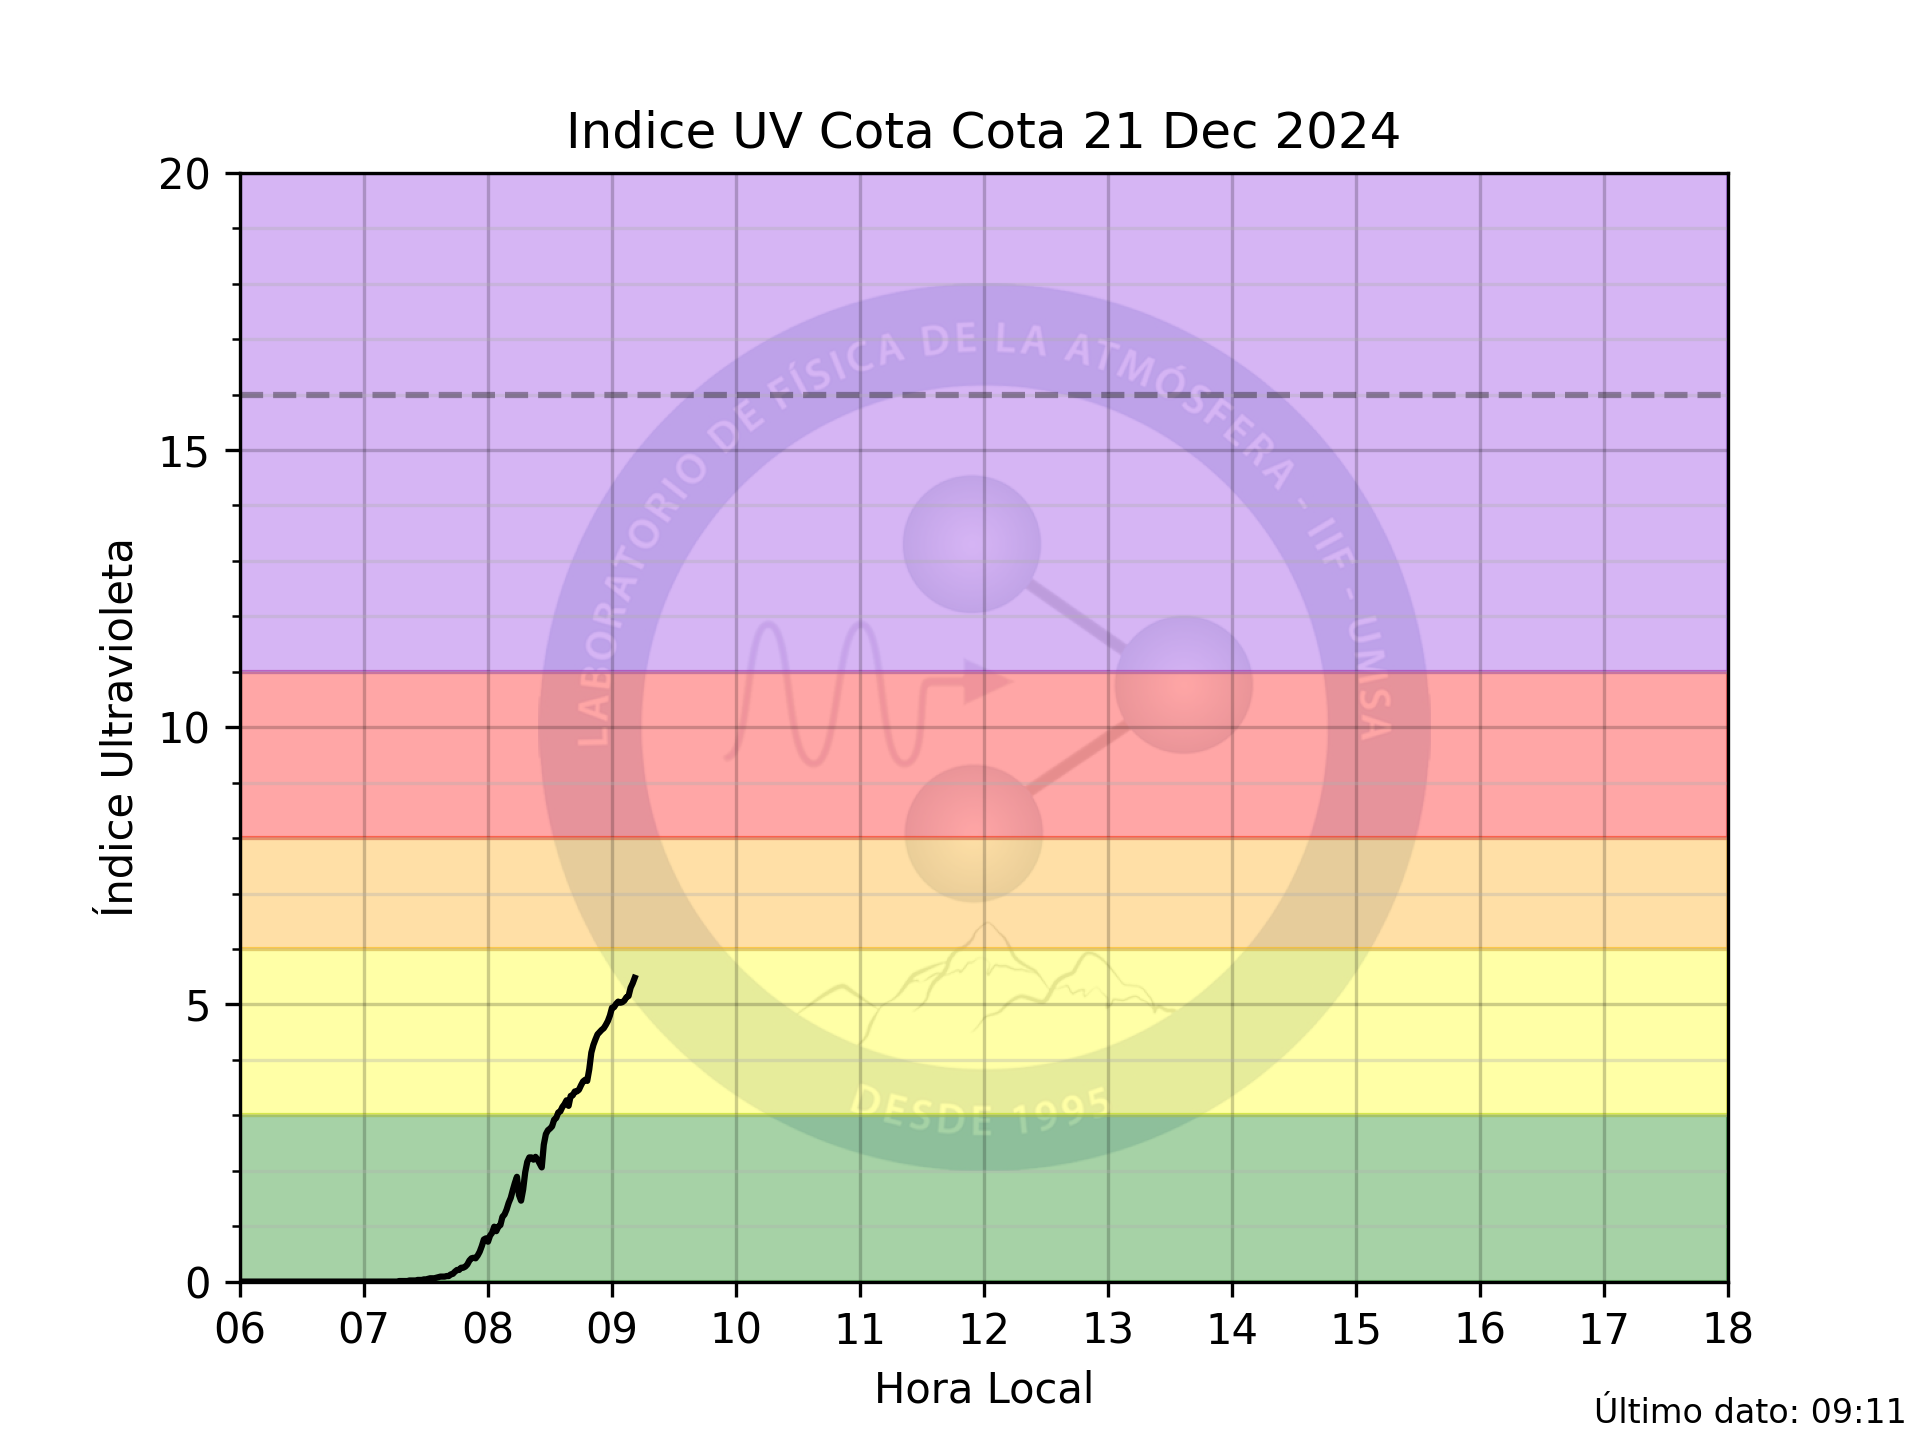 Indice UV Cota Cota 21 Dec 2024
20
15
10
5
0
Índice Ultravioleta
LABORATORIO DE FÍSICA DE LA ATMÓSFERA - IIF - UMSA
DESDE 1995
06 07 08 09 10 11 12 13 14 15 16 17 18
Hora Local
Último dato: 09:11